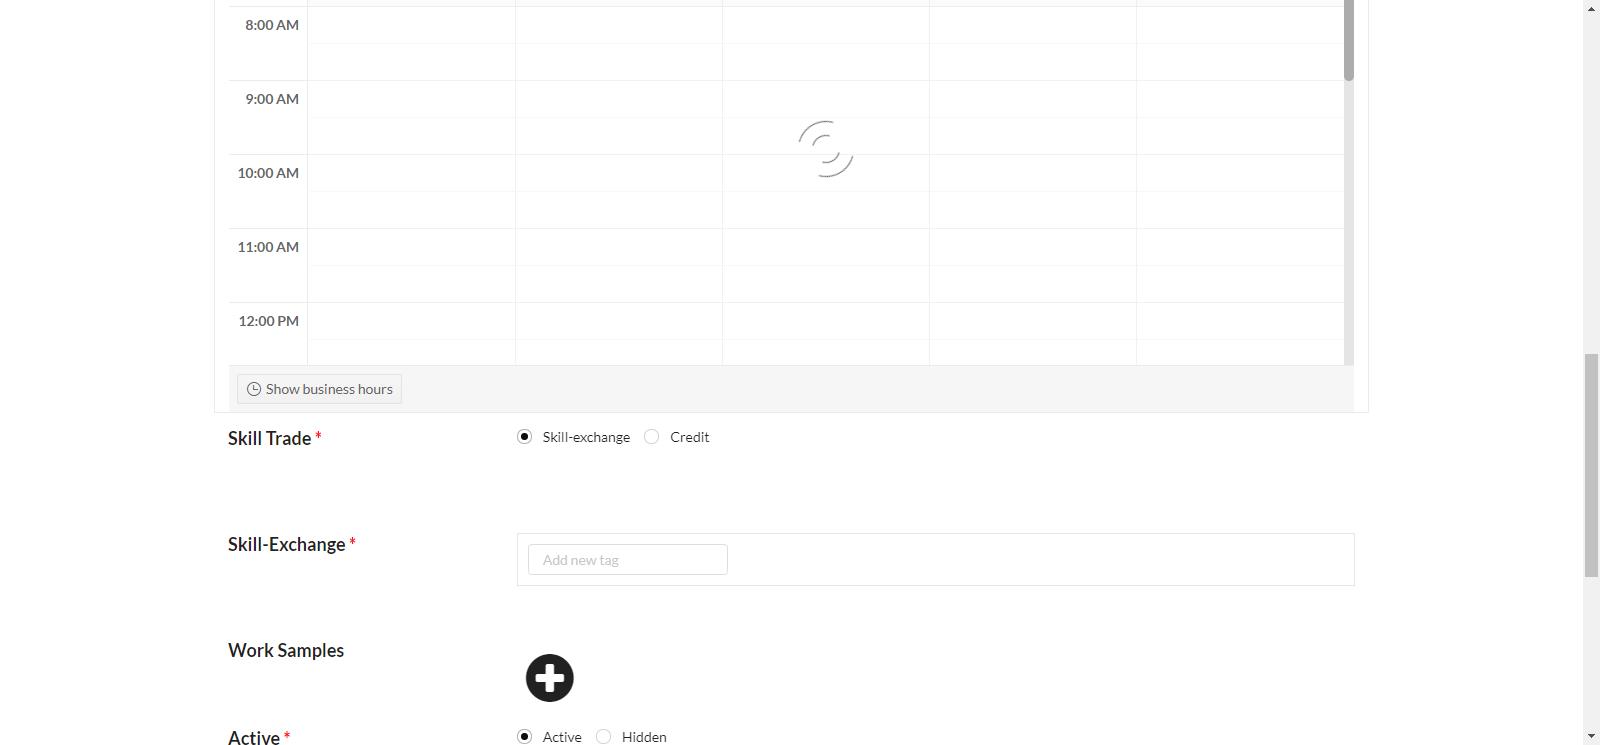 8:00 AM
9:00 AM
10:00 AM
11:00 AM
12:00 PM
Show business hours
Skill Trade *
Skill-exchange
Credit
Skill-Exchange *
Add new tag
Work Samples
Active *
Active
Hidden